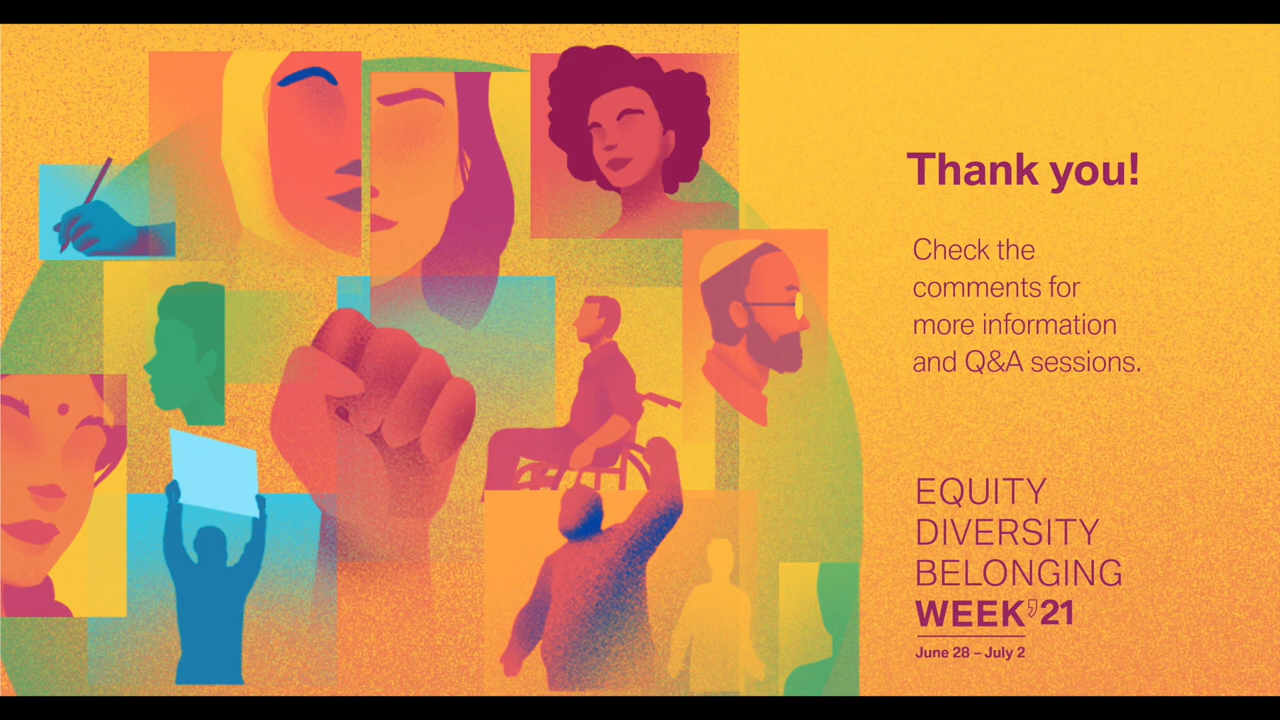 Thank you!
Check the
comments for
more information
and Q&A sessions.
EQUITY
DIVERSITY
BELONGING
WEEK’21
June 28 – July 2